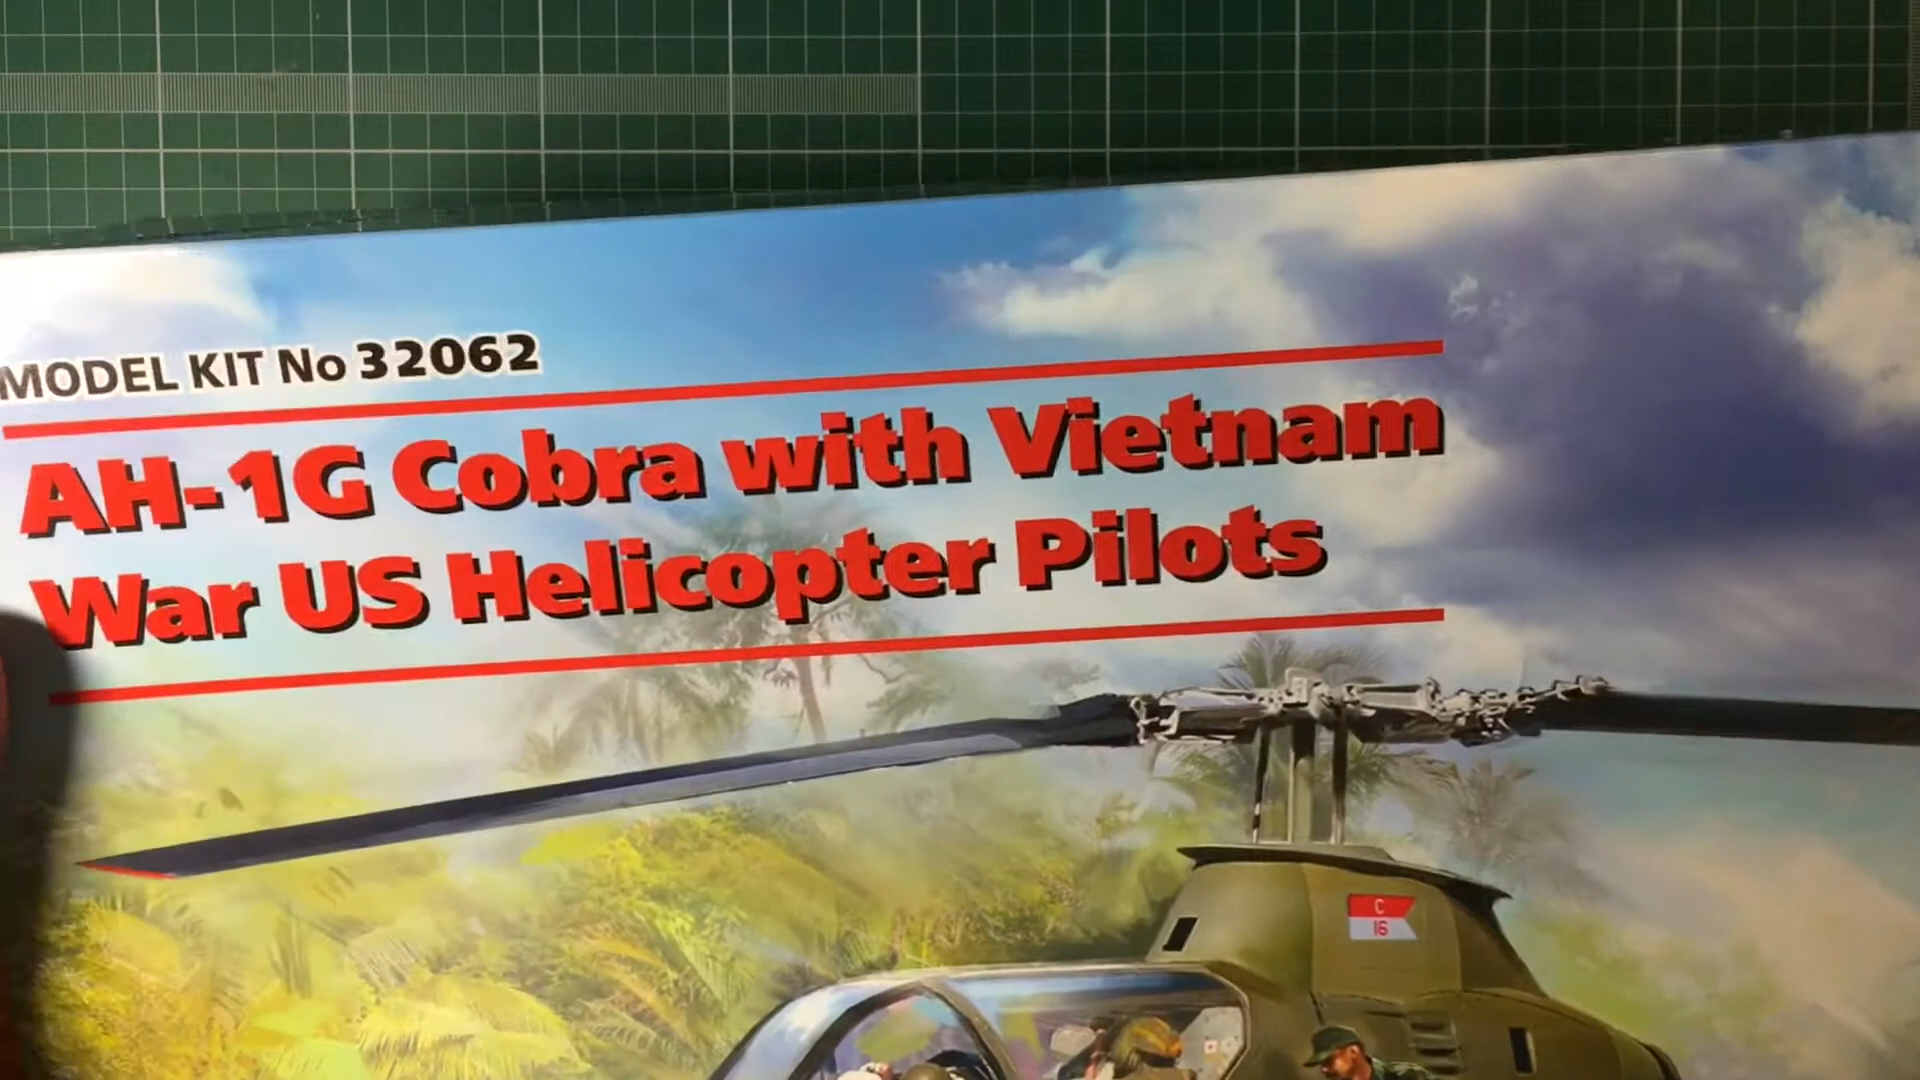 MODEL KIT No 32062
AH-1G Cobra with Vietnam
War US Helicopter Pilots
C
16